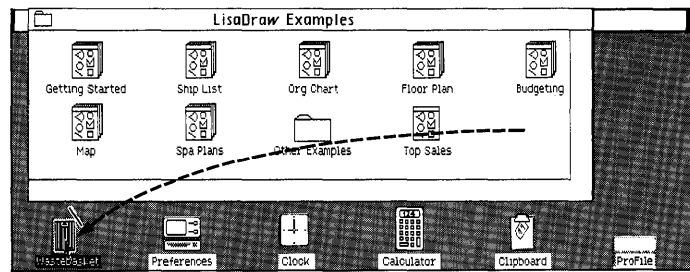 LisaDraw Examples
Getting Started Ship List Org Chart Floor Plan Budgeting
Map Spa Plans Other Examples Top Sales
Wastebasket Preferences Clock Calculator Clipboard ProFile